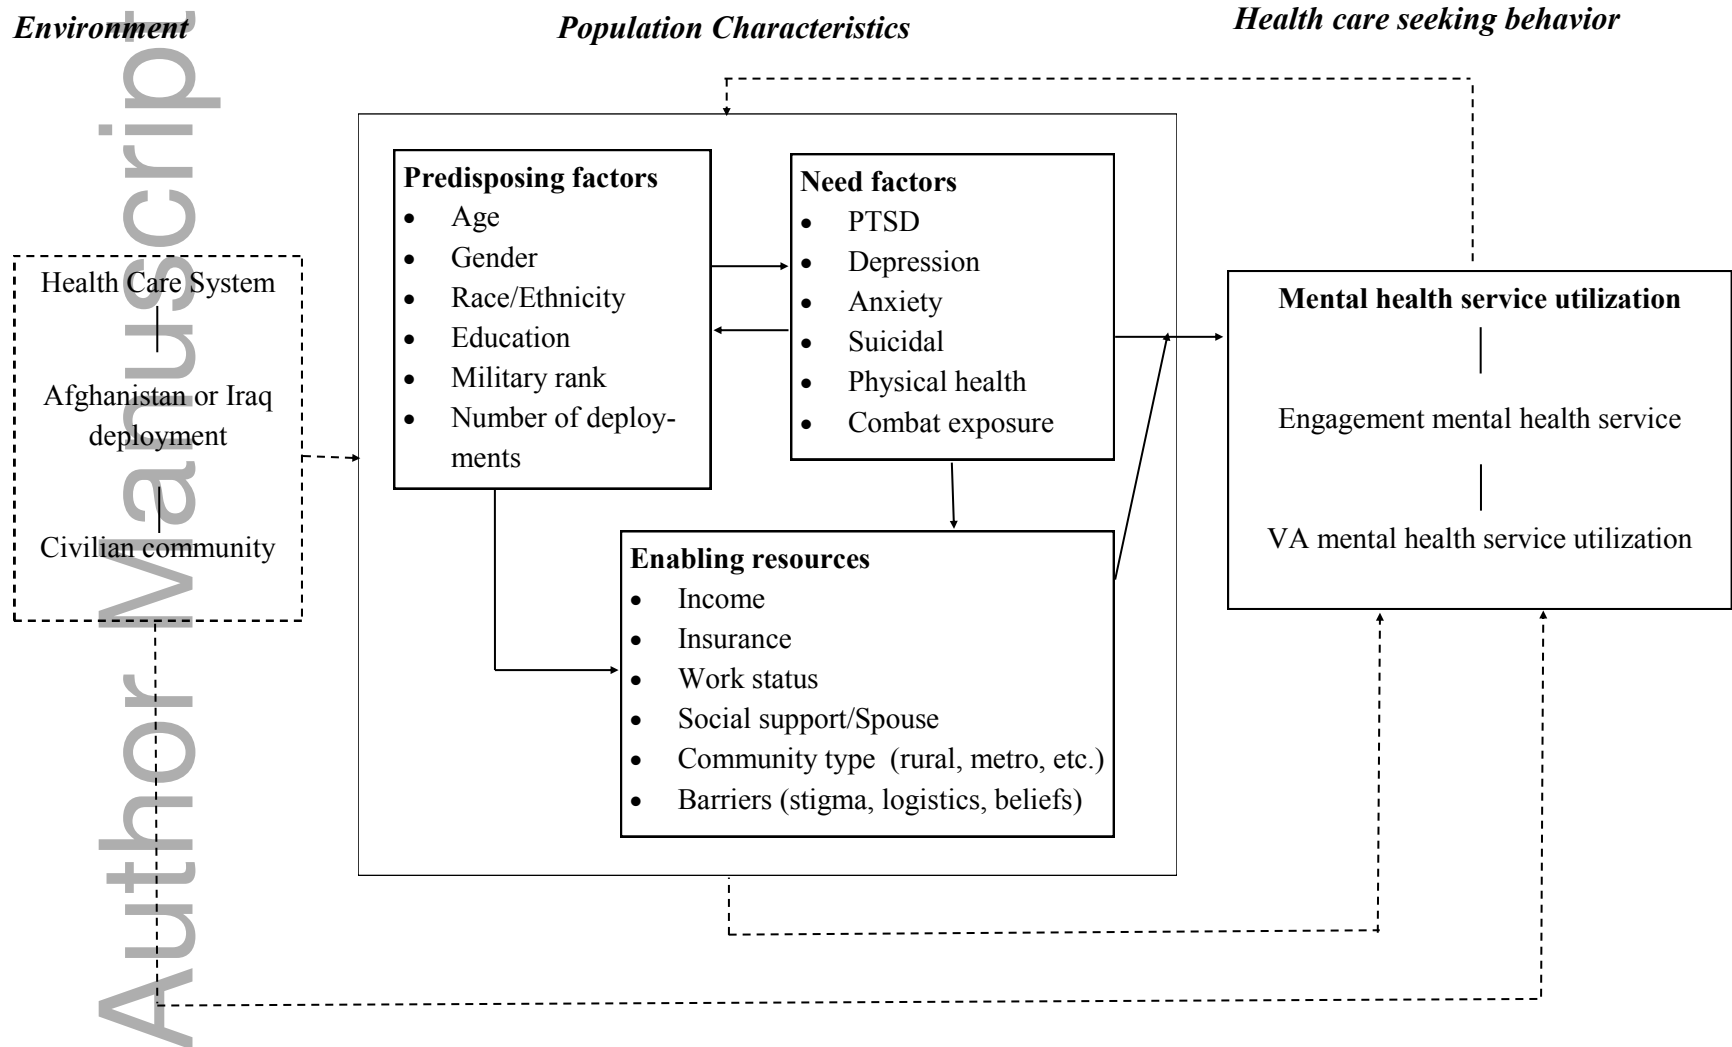 Environment
Population Characteristics
Health care seeking behavior
Author Manuscript
Health Care System
Afghanistan or Iraq
deployment
Civilian community
Predisposing factors
• Age
• Gender
• Race/Ethnicity
• Education
• Military rank
• Number of deploy-
ments
Need factors
• PTSD
• Depression
• Anxiety
• Suicidal
• Physical health
• Combat exposure
Enabling resources
• Income
• Insurance
• Work status
• Social support/Spouse
• Community type (rural, metro, etc.)
• Barriers (stigma, logistics, beliefs)
Mental health service utilization
Engagement mental health service
VA mental health service utilization